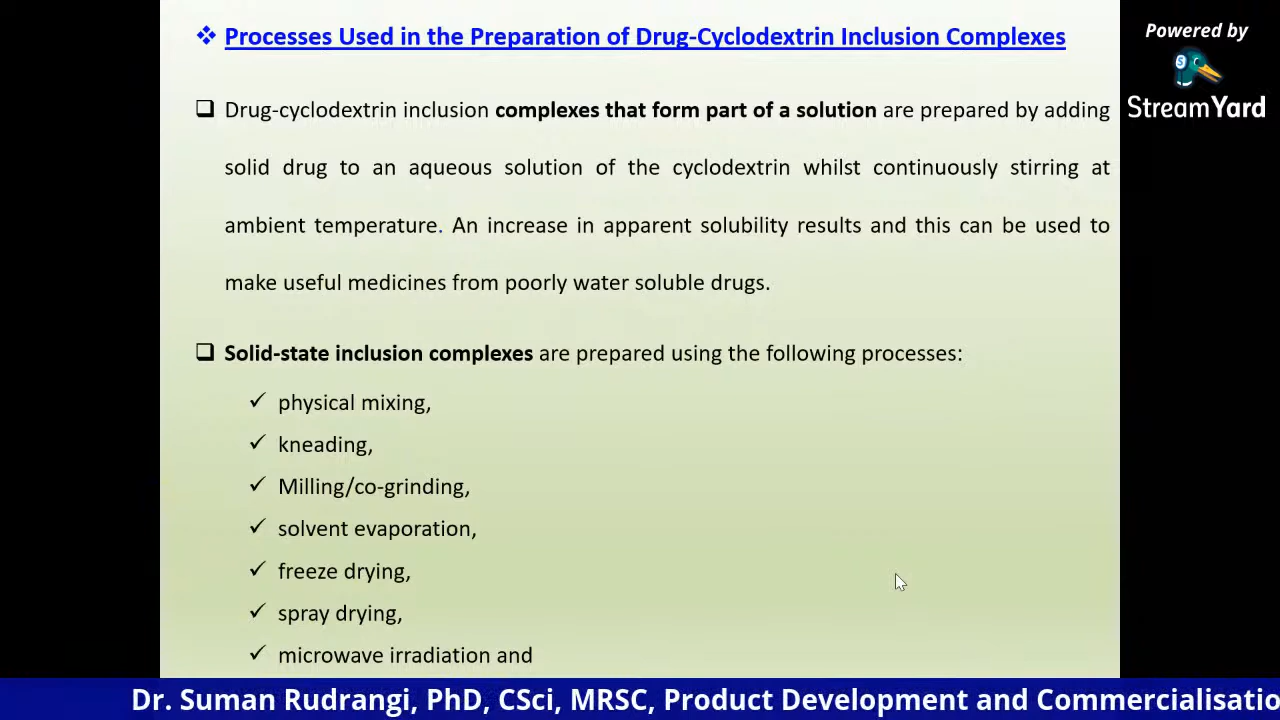 Processes Used in the Preparation of Drug-Cyclodextrin Inclusion Complexes
Powered by
StreamYard
Drug-cyclodextrin inclusion complexes that form part of a solution are prepared by adding
solid drug to an aqueous solution of the cyclodextrin whilst continuously stirring at
ambient temperature. An increase in apparent solubility results and this can be used to
make useful medicines from poorly water soluble drugs.
Solid-state inclusion complexes are prepared using the following processes:
physical mixing,
kneading,
Milling/co-grinding,
solvent evaporation,
freeze drying,
spray drying,
microwave irradiation and
Dr. Suman Rudrangi, PhD, CSci, MRSC, Product Development and Commercialisatio